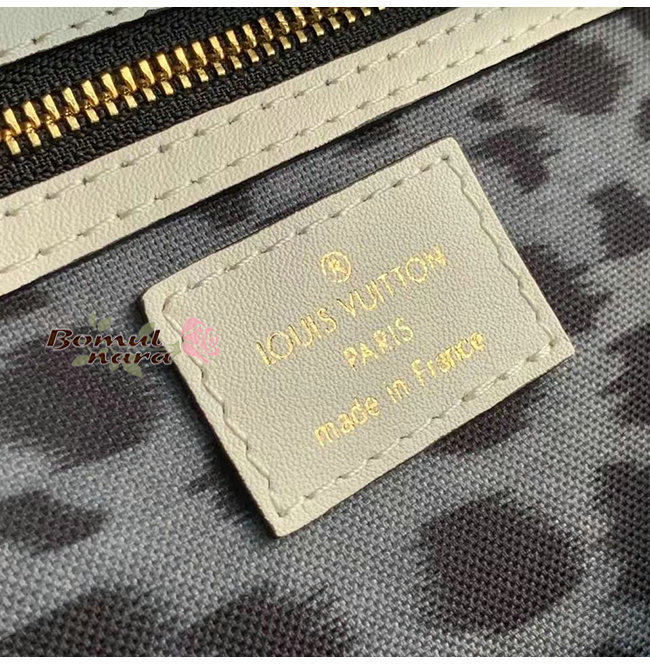 ®
LOUIS VUITTON
PARIS
made in France
Bomul
nara